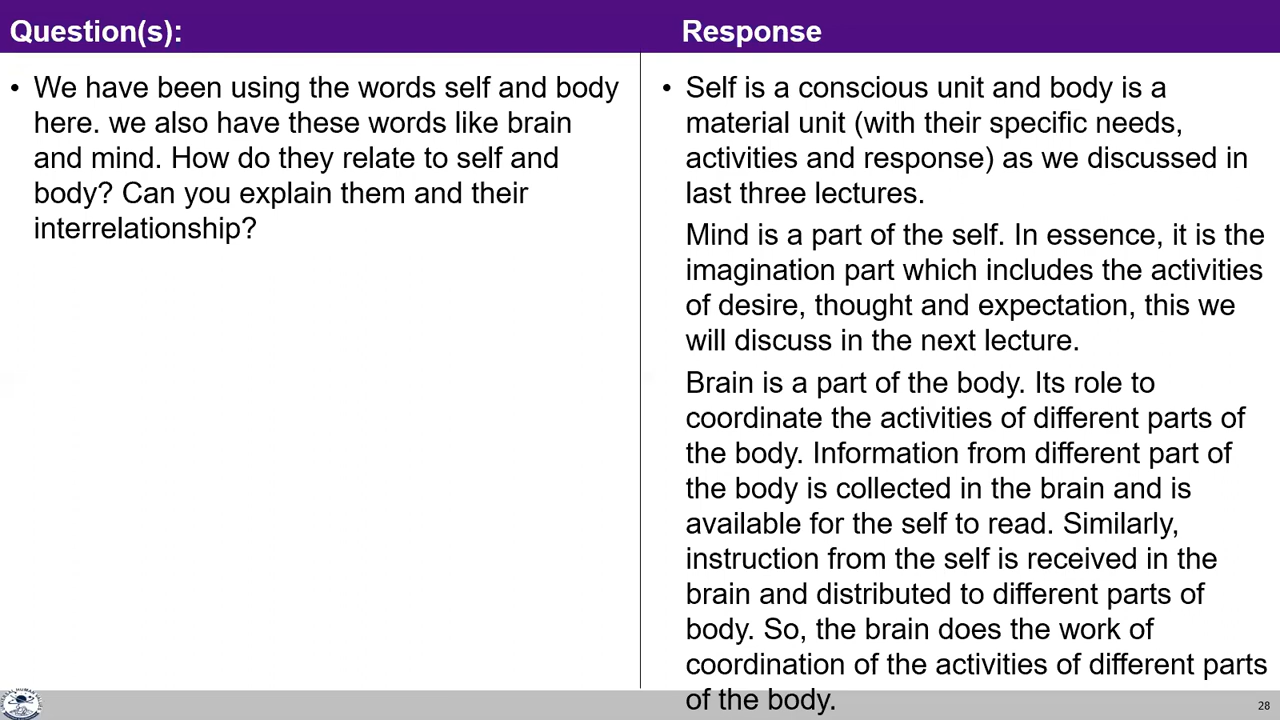 Question(s):
Response
• We have been using the words self and body
here. we also have these words like brain
and mind. How do they relate to self and
body? Can you explain them and their
interrelationship?
• Self is a conscious unit and body is a
material unit (with their specific needs,
activities and response) as we discussed in
last three lectures.
Mind is a part of the self. In essence, it is the
imagination part which includes the activities
of desire, thought and expectation, this we
will discuss in the next lecture.
Brain is a part of the body. Its role to
coordinate the activities of different parts of
the body. Information from different part of
the body is collected in the brain and is
available for the self to read. Similarly,
instruction from the self is received in the
brain and distributed to different parts of
body. So, the brain does the work of
coordination of the activities of different parts
of the body.
28